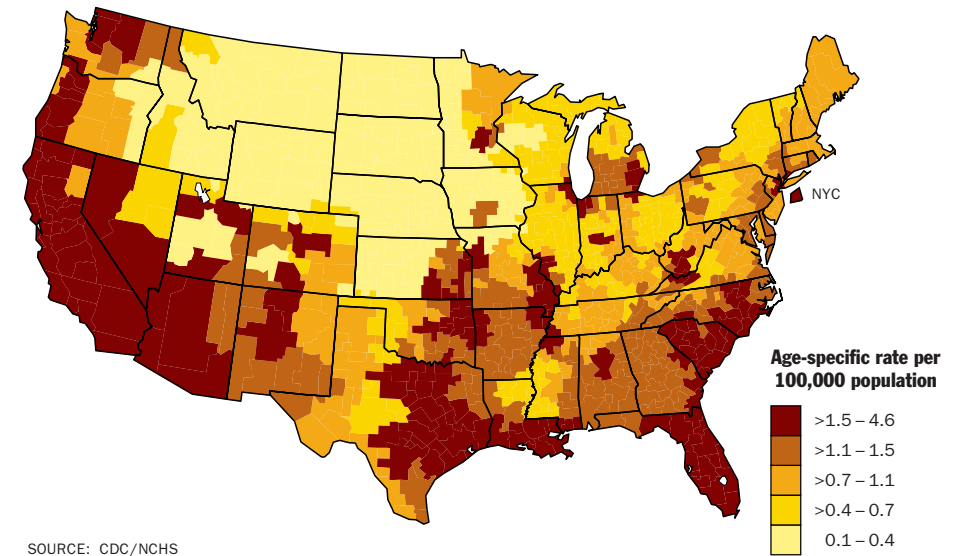 NYC
Age-specific rate per
100,000 population
>1.5 – 4.6
>1.1 – 1.5
>0.7 – 1.1
>0.4 – 0.7
0.1 – 0.4
SOURCE: CDC/NCHS